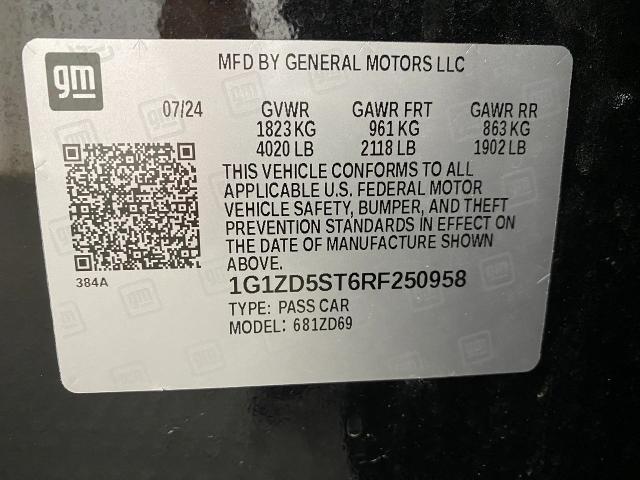 gm
MFD BY GENERAL MOTORS LLC
07/24 GVWR GAWR FRT GAWR RR
1823 KG 961 KG 863 KG
4020 LB 2118 LB 1902 LB
THIS VEHICLE CONFORMS TO ALL
APPLICABLE U.S. FEDERAL MOTOR
VEHICLE SAFETY, BUMPER, AND THEFT
PREVENTION STANDARDS IN EFFECT ON
THE DATE OF MANUFACTURE SHOWN
ABOVE.
384A
1G1ZD5ST6RF250958
TYPE: PASS CAR
MODEL: 681ZD69